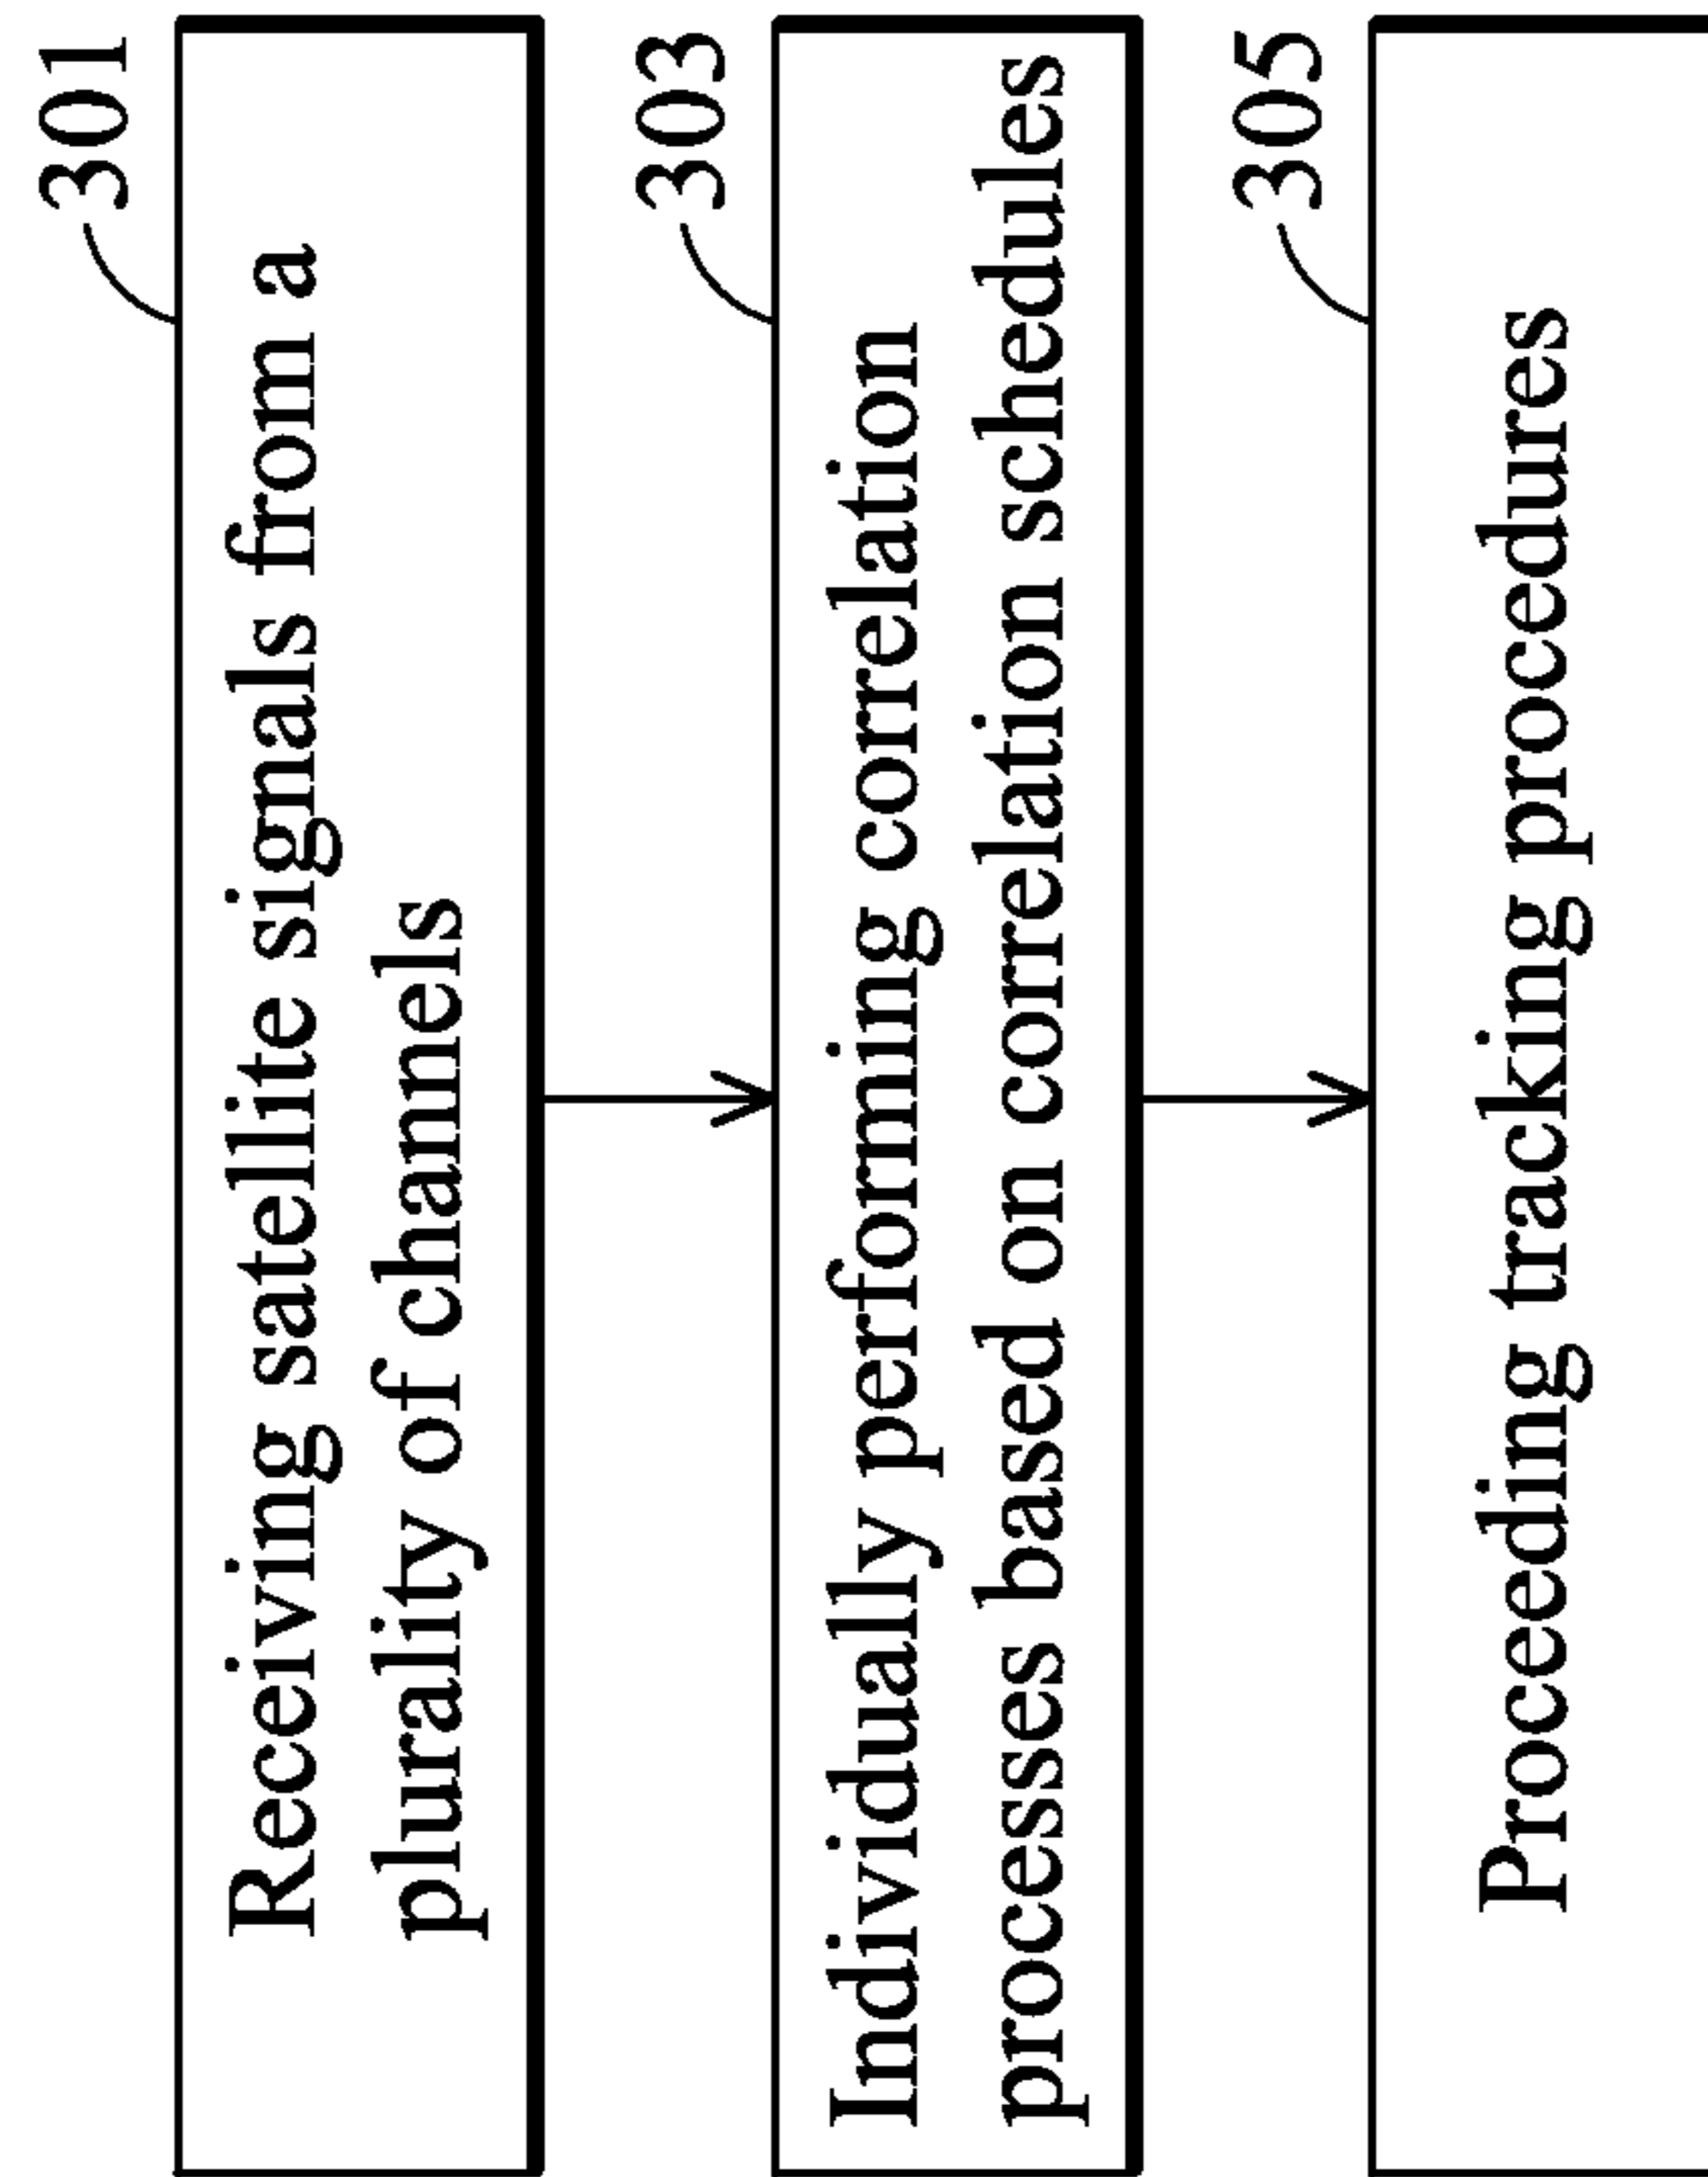 301
Receiving satellite signals from a
plurality of channels
303
Individually performing correlation
processes based on correlation schedules
305
Proceeding tracking procedures